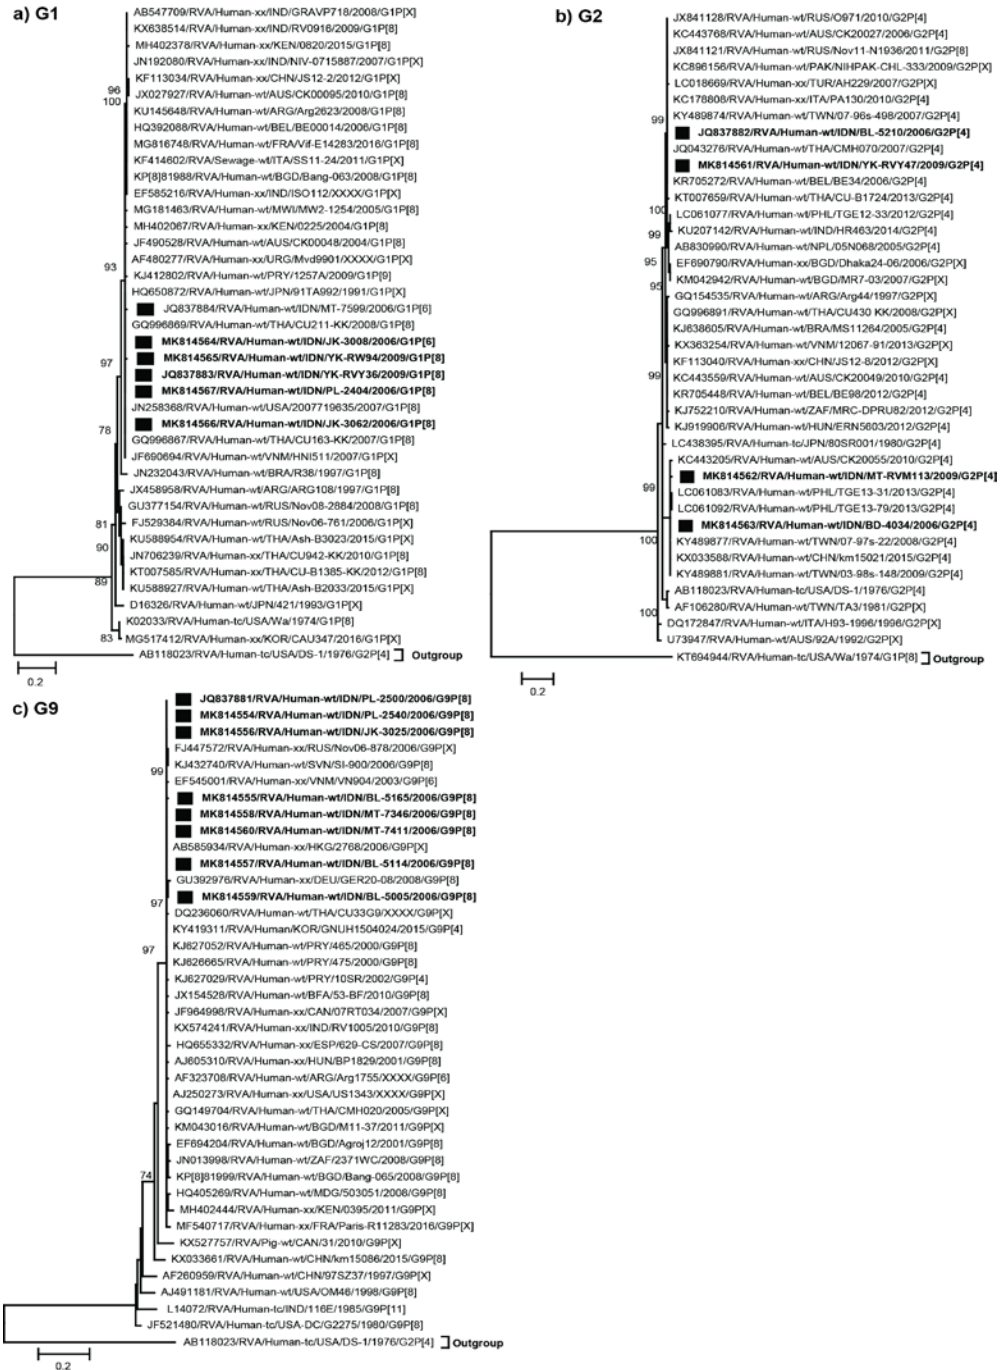 a) G1
AB547709/RVA/Human-xx/IND/GRAVP718/2008/G1P[X]
KX638514/RVA/Human-xx/IND/RV0916/2009/G1P[8]
MH402378/RVA/Human-xx/KEN/0820/2015/G1P[8]
JN192080/RVA/Human-xx/IND/NIV-0715887/2007/G1P[X]
KF113034/RVA/Human-xx/CHN/JS12-2/2012/G1P[X]
96
JX027927/RVA/Human-wt/AUS/CK00095/2010/G1P[8]
100
KU145648/RVA/Human-wt/ARG/Arg2623/2008/G1P[8]
HQ392088/RVA/Human-wt/BEL/BE00014/2006/G1P[8]
MG816748/RVA/Human-wt/FRA/Vif-E14283/2016/G1P[8]
KF414602/RVA/Sewage-wt/ITA/SS11-24/2011/G1P[X]
KP[8]81988/RVA/Human-wt/BGD/Bang-063/2008/G1P[8]
EF585216/RVA/Human-xx/IND/ISO112/XXXX/G1P[X]
MG181463/RVA/Human-wt/MWI/MW2-1254/2005/G1P[8]
MH402067/RVA/Human-xx/KEN/0225/2004/G1P[8]
JF490528/RVA/Human-wt/AUS/CK00048/2004/G1P[8]
AF480277/RVA/Human-xx/URG/Mvd9901/XXXX/G1P[X]
93
KJ412802/RVA/Human-wt/PRY/1257A/2009/G1P[9]
HQ650872/RVA/Human-wt/JPN/91TA992/1991/G1P[X]
JQ837884/RVA/Human-wt/IDN/MT-7599/2006/G1P[6]
GQ996869/RVA/Human-wt/THA/CU211-KK/2008/G1P[8]
MK814564/RVA/Human-wt/IDN/JK-3008/2006/G1P[6]
MK814565/RVA/Human-wt/IDN/YK-RW94/2009/G1P[8]
97
JQ837883/RVA/Human-wt/IDN/YK-RVY36/2009/G1P[8]
MK814567/RVA/Human-wt/IDN/PL-2404/2006/G1P[8]
JN258368/RVA/Human-wt/USA/2007719635/2007/G1P[8]
MK814566/RVA/Human-wt/IDN/JK-3062/2006/G1P[8]
78
GQ996867/RVA/Human-wt/THA/CU163-KK/2007/G1P[8]
JF690694/RVA/Human-wt/VNM/HNI511/2007/G1P[X]
JN232043/RVA/Human-wt/BRA/R38/1997/G1P[8]
JX458958/RVA/Human-wt/ARG/ARG108/1997/G1P[8]
GU377154/RVA/Human-wt/RUS/Nov08-2884/2008/G1P[8]
81
FJ529384/RVA/Human-wt/RUS/Nov06-761/2006/G1P[X]
KU588954/RVA/Human-wt/THA/Ash-B3023/2015/G1P[X]
90
JN706239/RVA/Human-xx/THA/CU942-KK/2010/G1P[8]
KT007585/RVA/Human-xx/THA/CU-B1385-KK/2012/G1P[8]
89
KU588927/RVA/Human-wt/THA/Ash-B2033/2015/G1P[X]
D16326/RVA/Human-wt/JPN/421/1993/G1P[X]
K02033/RVA/Human-tc/USA/Wa/1974/G1P[8]
83
MG517412/RVA/Human-xx/KOR/CAU347/2016/G1P[X]
AB118023/RVA/Human-tc/USA/DS-1/1976/G2P[4] Outgroup
0.2
b) G2
JX841128/RVA/Human-wt/RUS/O971/2010/G2P[4]
KC443768/RVA/Human-wt/AUS/CK20027/2006/G2P[4]
JX841121/RVA/Human-wt/RUS/Nov11-N1936/2011/G2P[8]
KC896156/RVA/Human-wt/PAK/NIHPAK-CHL-333/2009/G2P[X]
LC018669/RVA/Human-xx/TUR/AH229/2007/G2P[X]
KC178808/RVA/Human-xx/ITA/PA130/2010/G2P[4]
99
KY489874/RVA/Human-wt/TWN/07-96s-498/2007/G2P[4]
JQ837882/RVA/Human-wt/IDN/BL-5210/2006/G2P[4]
JQ043276/RVA/Human-wt/THA/CMH070/2007/G2P[4]
MK814561/RVA/Human-wt/IDN/YK-RVY47/2009/G2P[4]
KR705272/RVA/Human-wt/BEL/BE34/2006/G2P[4]
KT007659/RVA/Human-wt/THA/CU-B1724/2013/G2P[4]
100
LC061077/RVA/Human-wt/PHL/TGE12-33/2012/G2P[4]
KU207142/RVA/Human-wt/IND/HR463/2014/G2P[4]
99
AB830990/RVA/Human-wt/NPL/05N068/2005/G2P[4]
95
EF690790/RVA/Human-xx/BGD/Dhaka24-06/2006/G2P[X]
KM042942/RVA/Human-wt/BGD/MR7-03/2007/G2P[X]
95
GQ154535/RVA/Human-wt/ARG/Arg44/1997/G2P[X]
GQ996891/RVA/Human-wt/THA/CU430 KK/2008/G2P[X]
KJ638605/RVA/Human-wt/BRA/MS11264/2005/G2P[4]
KX363254/RVA/Human-wt/VNM/12067-91/2013/G2P[X]
KF113040/RVA/Human-xx/CHN/JS12-8/2012/G2P[X]
99
KC443559/RVA/Human-wt/AUS/CK20049/2010/G2P[4]
KR705448/RVA/Human-wt/BEL/BE98/2012/G2P[4]
KJ752210/RVA/Human-wt/ZAF/MRC-DPRU82/2012/G2P[4]
KJ919906/RVA/Human-wt/HUN/ERN5603/2012/G2P[4]
LC438395/RVA/Human-tc/JPN/80SR001/1980/G2P[4]
KC443205/RVA/Human-wt/AUS/CK20055/2010/G2P[4]
MK814562/RVA/Human-wt/IDN/MT-RVM113/2009/G2P[4]
99
LC061083/RVA/Human-wt/PHL/TGE13-31/2013/G2P[4]
LC061092/RVA/Human-wt/PHL/TGE13-79/2013/G2P[4]
MK814563/RVA/Human-wt/IDN/BD-4034/2006/G2P[4]
100
KY489877/RVA/Human-wt/TWN/07-97s-22/2008/G2P[4]
KX033588/RVA/Human-wt/CHN/km15021/2015/G2P[4]
KY489881/RVA/Human-wt/TWN/03-98s-148/2009/G2P[4]
AB118023/RVA/Human-tc/USA/DS-1/1976/G2P[4]
100
AF106280/RVA/Human-wt/TWN/TA3/1981/G2P[X]
DQ172847/RVA/Human-wt/ITA/H93-1996/1996/G2P[X]
U73947/RVA/Human-wt/AUS/92A/1992/G2P[X]
KT694944/RVA/Human-tc/USA/Wa/1974/G1P[8] Outgroup
0.2
c) G9
JQ837881/RVA/Human-wt/IDN/PL-2500/2006/G9P[8]
MK814554/RVA/Human-wt/IDN/PL-2540/2006/G9P[8]
MK814556/RVA/Human-wt/IDN/JK-3025/2006/G9P[8]
FJ447572/RVA/Human-xx/RUS/Nov06-878/2006/G9P[X]
99
KJ432740/RVA/Human-wt/SVN/SI-900/2006/G9P[8]
EF545001/RVA/Human-xx/VNM/VN904/2003/G9P[6]
MK814555/RVA/Human-wt/IDN/BL-5165/2006/G9P[8]
MK814558/RVA/Human-wt/IDN/MT-7346/2006/G9P[8]
MK814560/RVA/Human-wt/IDN/MT-7411/2006/G9P[8]
AB585934/RVA/Human-xx/HKG/2768/2006/G9P[X]
MK814557/RVA/Human-wt/IDN/BL-5114/2006/G9P[8]
GU392976/RVA/Human-xx/DEU/GER20-08/2008/G9P[8]
97
MK814559/RVA/Human-wt/IDN/BL-5005/2006/G9P[8]
DQ236060/RVA/Human-wt/THA/CU33G9/XXXX/G9P[X]
KY419311/RVA/Human/KOR/GNUH1504024/2015/G9P[4]
97
KJ627052/RVA/Human-wt/PRY/465/2000/G9P[8]
KJ626665/RVA/Human-wt/PRY/475/2000/G9P[8]
KJ627029/RVA/Human-wt/PRY/10SR/2002/G9P[4]
JX154528/RVA/Human-wt/BFA/53-BF/2010/G9P[8]
JF964998/RVA/Human-xx/CAN/07RT034/2007/G9P[X]
KX574241/RVA/Human-xx/IND/RV1005/2010/G9P[8]
HQ655332/RVA/Human-xx/ESP/629-CS/2007/G9P[8]
AJ605310/RVA/Human-xx/HUN/BP1829/2001/G9P[8]
AF323708/RVA/Human-wt/ARG/Arg1755/XXXX/G9P[6]
AJ250273/RVA/Human-xx/USA/US1343/XXXX/G9P[X]
GQ149704/RVA/Human-wt/THA/CMH020/2005/G9P[X]
KM043016/RVA/Human-wt/BGD/M11-37/2011/G9P[X]
EF694204/RVA/Human-wt/BGD/Agroj12/2001/G9P[8]
JN013998/RVA/Human-wt/ZAF/2371WC/2008/G9P[8]
74
KP[8]81999/RVA/Human-wt/BGD/Bang-065/2008/G9P[8]
HQ405269/RVA/Human-wt/MDG/503051/2008/G9P[8]
MH402444/RVA/Human-xx/KEN/0395/2011/G9P[X]
MF540717/RVA/Human-xx/FRA/Paris-R11283/2016/G9P[X]
KX527757/RVA/Pig-wt/CAN/31/2010/G9P[X]
KX033661/RVA/Human-wt/CHN/km15086/2015/G9P[8]
AF260959/RVA/Human-wt/CHN/97SZ37/1997/G9P[X]
AJ491181/RVA/Human-wt/USA/OM46/1998/G9P[8]
L14072/RVA/Human-tc/IND/116E/1985/G9P[11]
JF521480/RVA/Human-tc/USA-DC/G2275/1980/G9P[8]
AB118023/RVA/Human-tc/USA/DS-1/1976/G2P[4] Outgroup
0.2